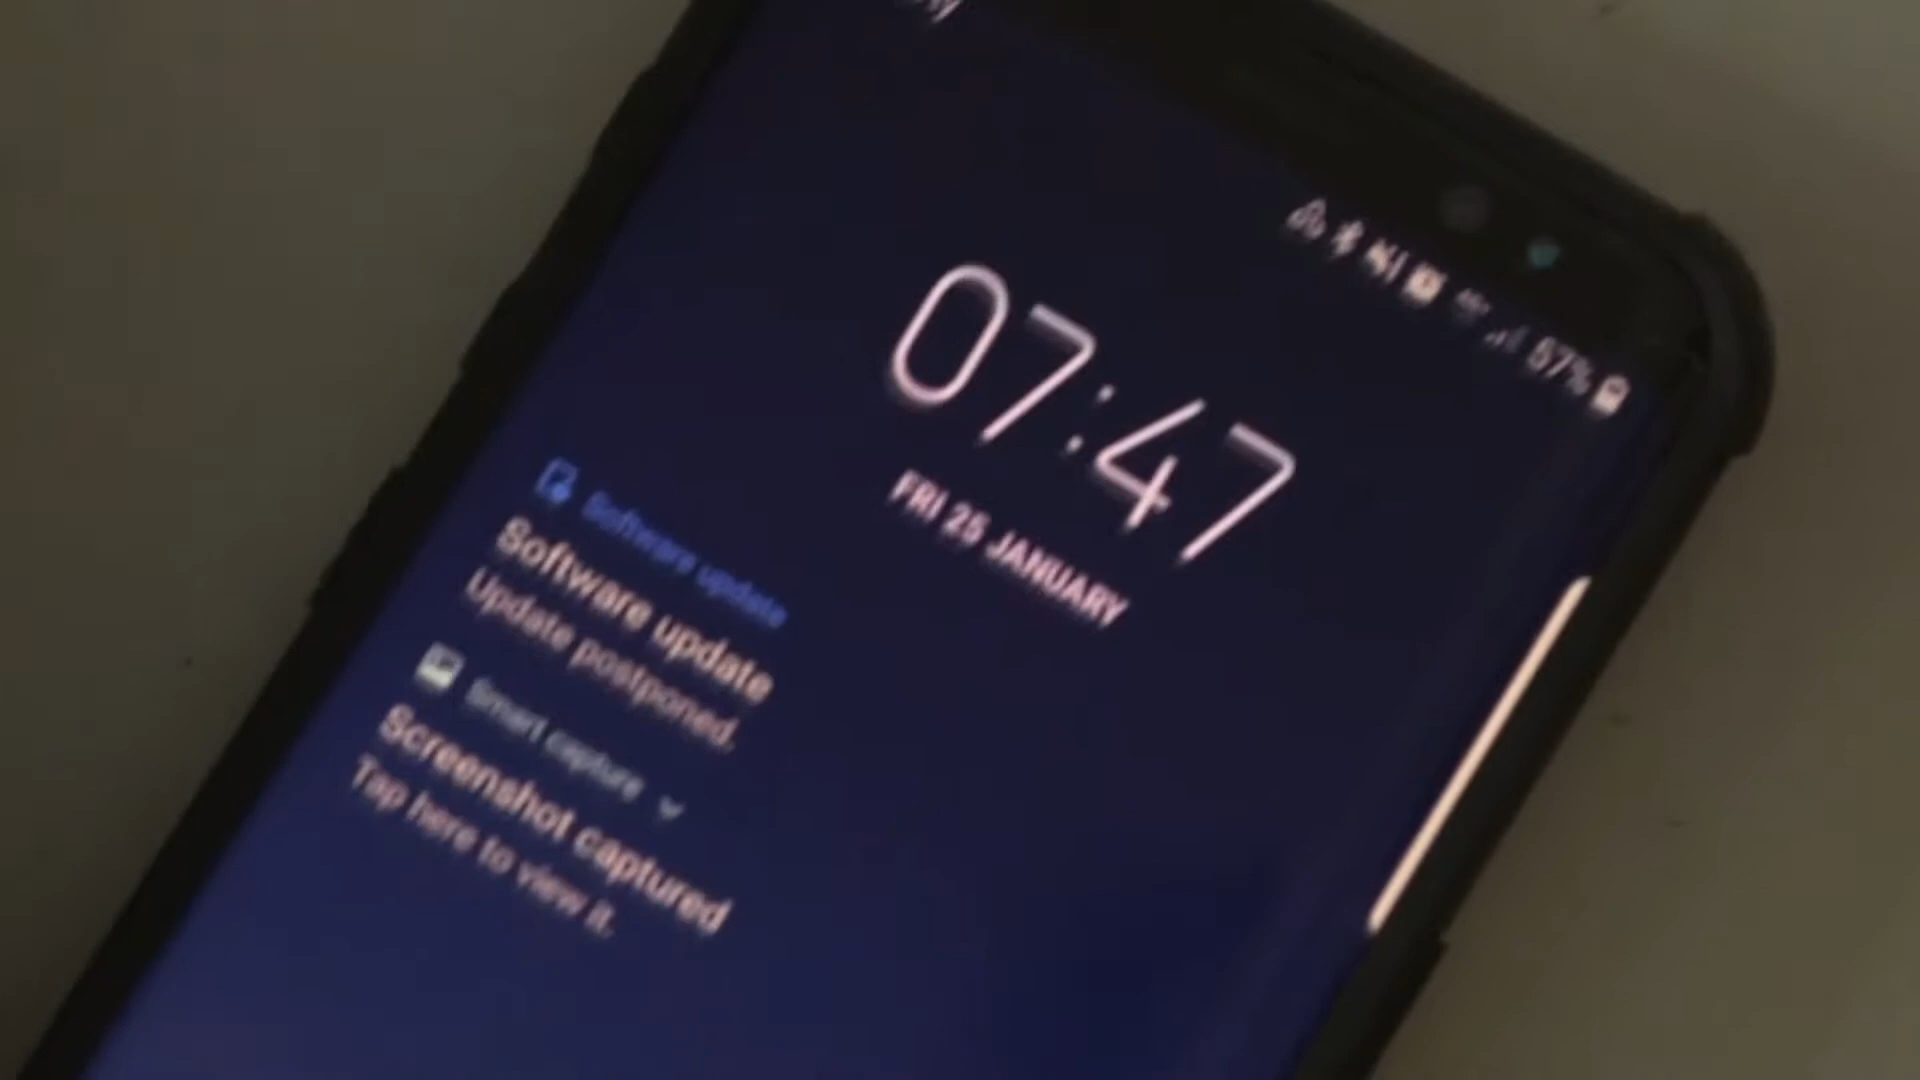 57%
07:47
FRI 25 JANUARY
Software update
Software update
Update postponed.
Smart capture
Screenshot captured
Tap here to view it.